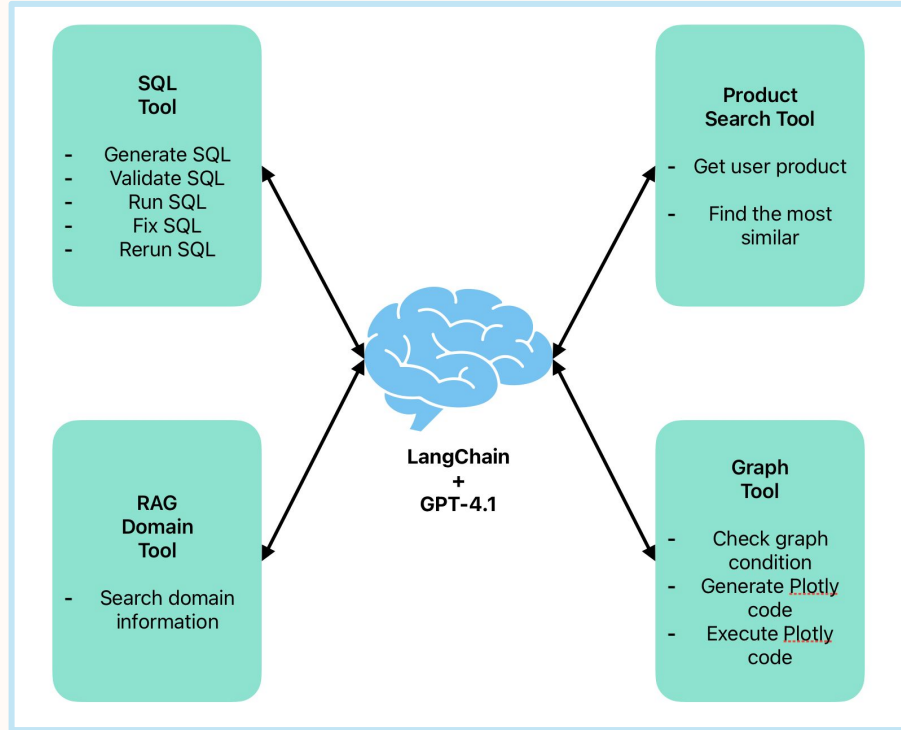 SQL
Tool
- Generate SQL
- Validate SQL
- Run SQL
- Fix SQL
- Rerun SQL
Product
Search Tool
- Get user product
- Find the most
similar
LangChain
+
GPT-4.1
RAG
Domain
Tool
- Search domain
information
Graph
Tool
- Check graph
condition
- Generate Plotly
code
- Execute Plotly
code